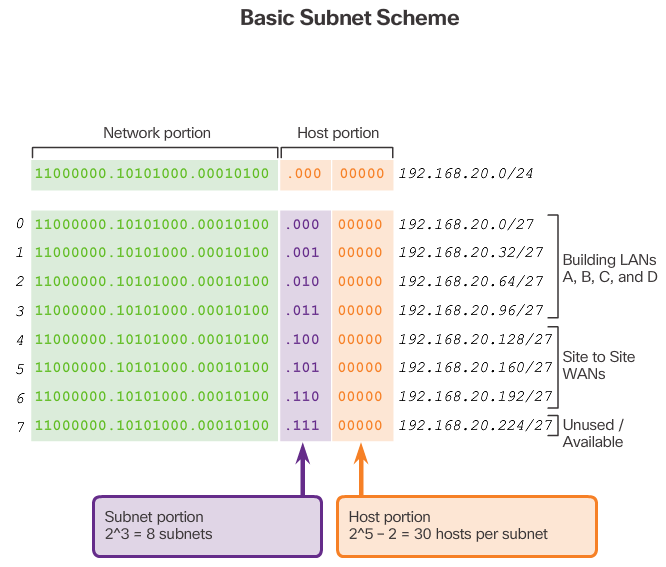 Basic Subnet Scheme
Network portion Host portion
11000000.10101000.00010100 .000 00000 192.168.20.0/24
0 11000000.10101000.00010100 .000 00000 192.168.20.0/27
1 11000000.10101000.00010100 .001 00000 192.168.20.32/27
2 11000000.10101000.00010100 .010 00000 192.168.20.64/27
3 11000000.10101000.00010100 .011 00000 192.168.20.96/27
Building LANs
A, B, C, and D
4 11000000.10101000.00010100 .100 00000 192.168.20.128/27
5 11000000.10101000.00010100 .101 00000 192.168.20.160/27
6 11000000.10101000.00010100 .110 00000 192.168.20.192/27
Site to Site
WANs
7 11000000.10101000.00010100 .111 00000 192.168.20.224/27
Unused /
Available
Subnet portion
2^3 = 8 subnets
Host portion
2^5 – 2 = 30 hosts per subnet